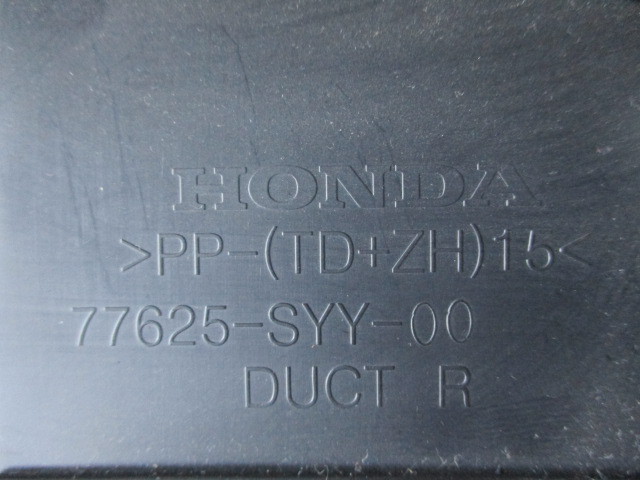 HONDA
>PP-(TD+ZH)15<
77625-SYY-00
DUCT R